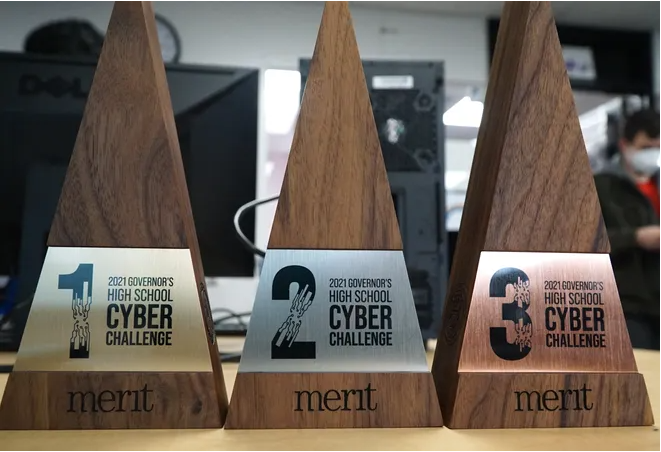 DELL
1
2021 GOVERNOR'S
HIGH SCHOOL
CYBER
CHALLENGE
merit
2
2021 GOVERNOR'S
HIGH SCHOOL
CYBER
CHALLENGE
merit
3
2021 GOVERNOR'S
HIGH SCHOOL
CYBER
CHALLENGE
merit